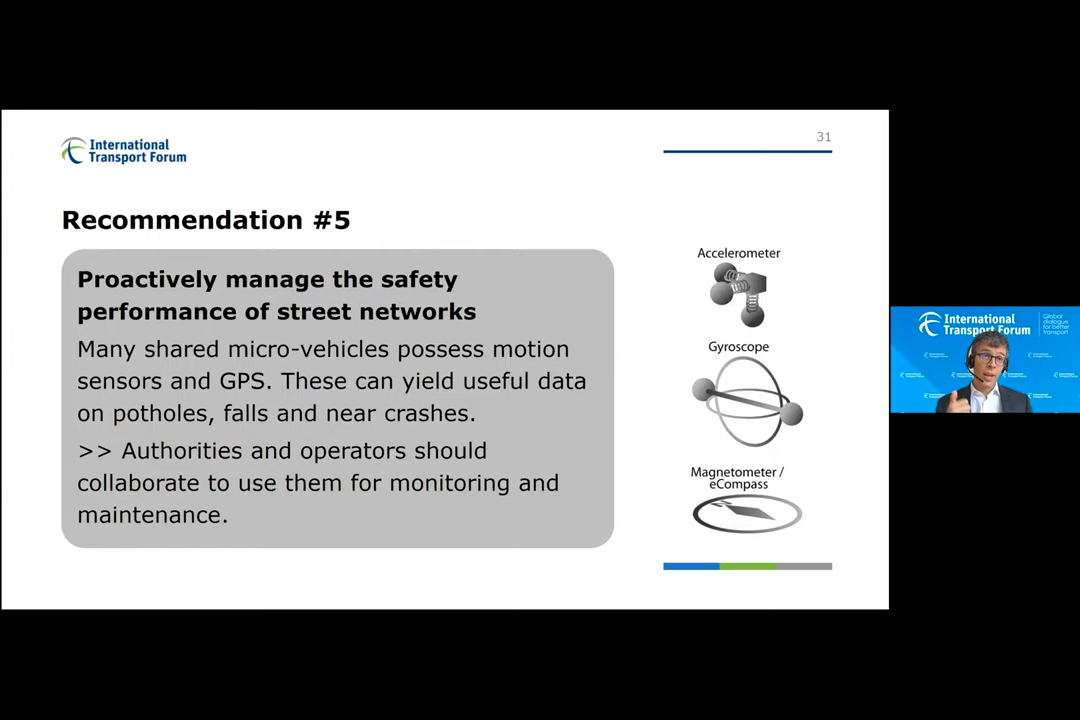 International
Transport Forum
31
Recommendation #5
Proactively manage the safety
performance of street networks
Many shared micro-vehicles possess motion
sensors and GPS. These can yield useful data
on potholes, falls and near crashes.
>> Authorities and operators should
collaborate to use them for monitoring and
maintenance.
Accelerometer
Gyroscope
Magnetometer /
eCompass
International
Transport Forum
Global
dialogue
for better
transport